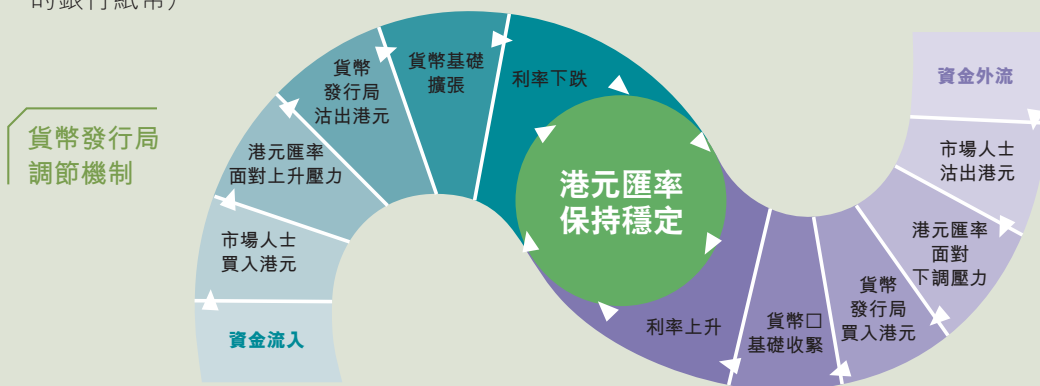 的銀行紙幣）
貨幣發行局
調節機制
資金流入
市場人士
買入港元
港元匯率
面對上升壓力
貨幣
發行局
沽出港元
貨幣基礎
擴張
利率下跌
港元匯率
保持穩定
資金外流
市場人士
沽出港元
港元匯率
面對
下調壓力
貨幣
發行局
買入港元
貨幣□
基礎收緊
利率上升